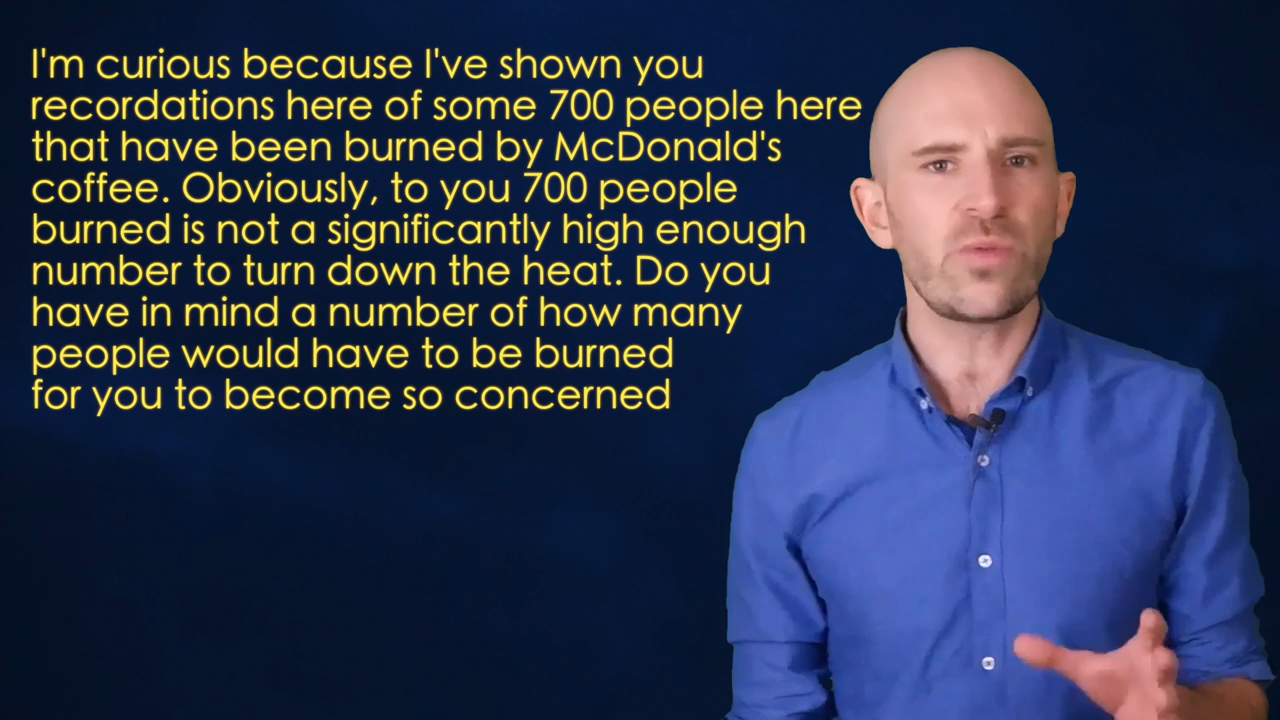 I'm curious because I've shown you
recordations here of some 700 people here
that have been burned by McDonald's
coffee. Obviously, to you 700 people
burned is not a significantly high enough
number to turn down the heat. Do you
have in mind a number of how many
people would have to be burned
for you to become so concerned